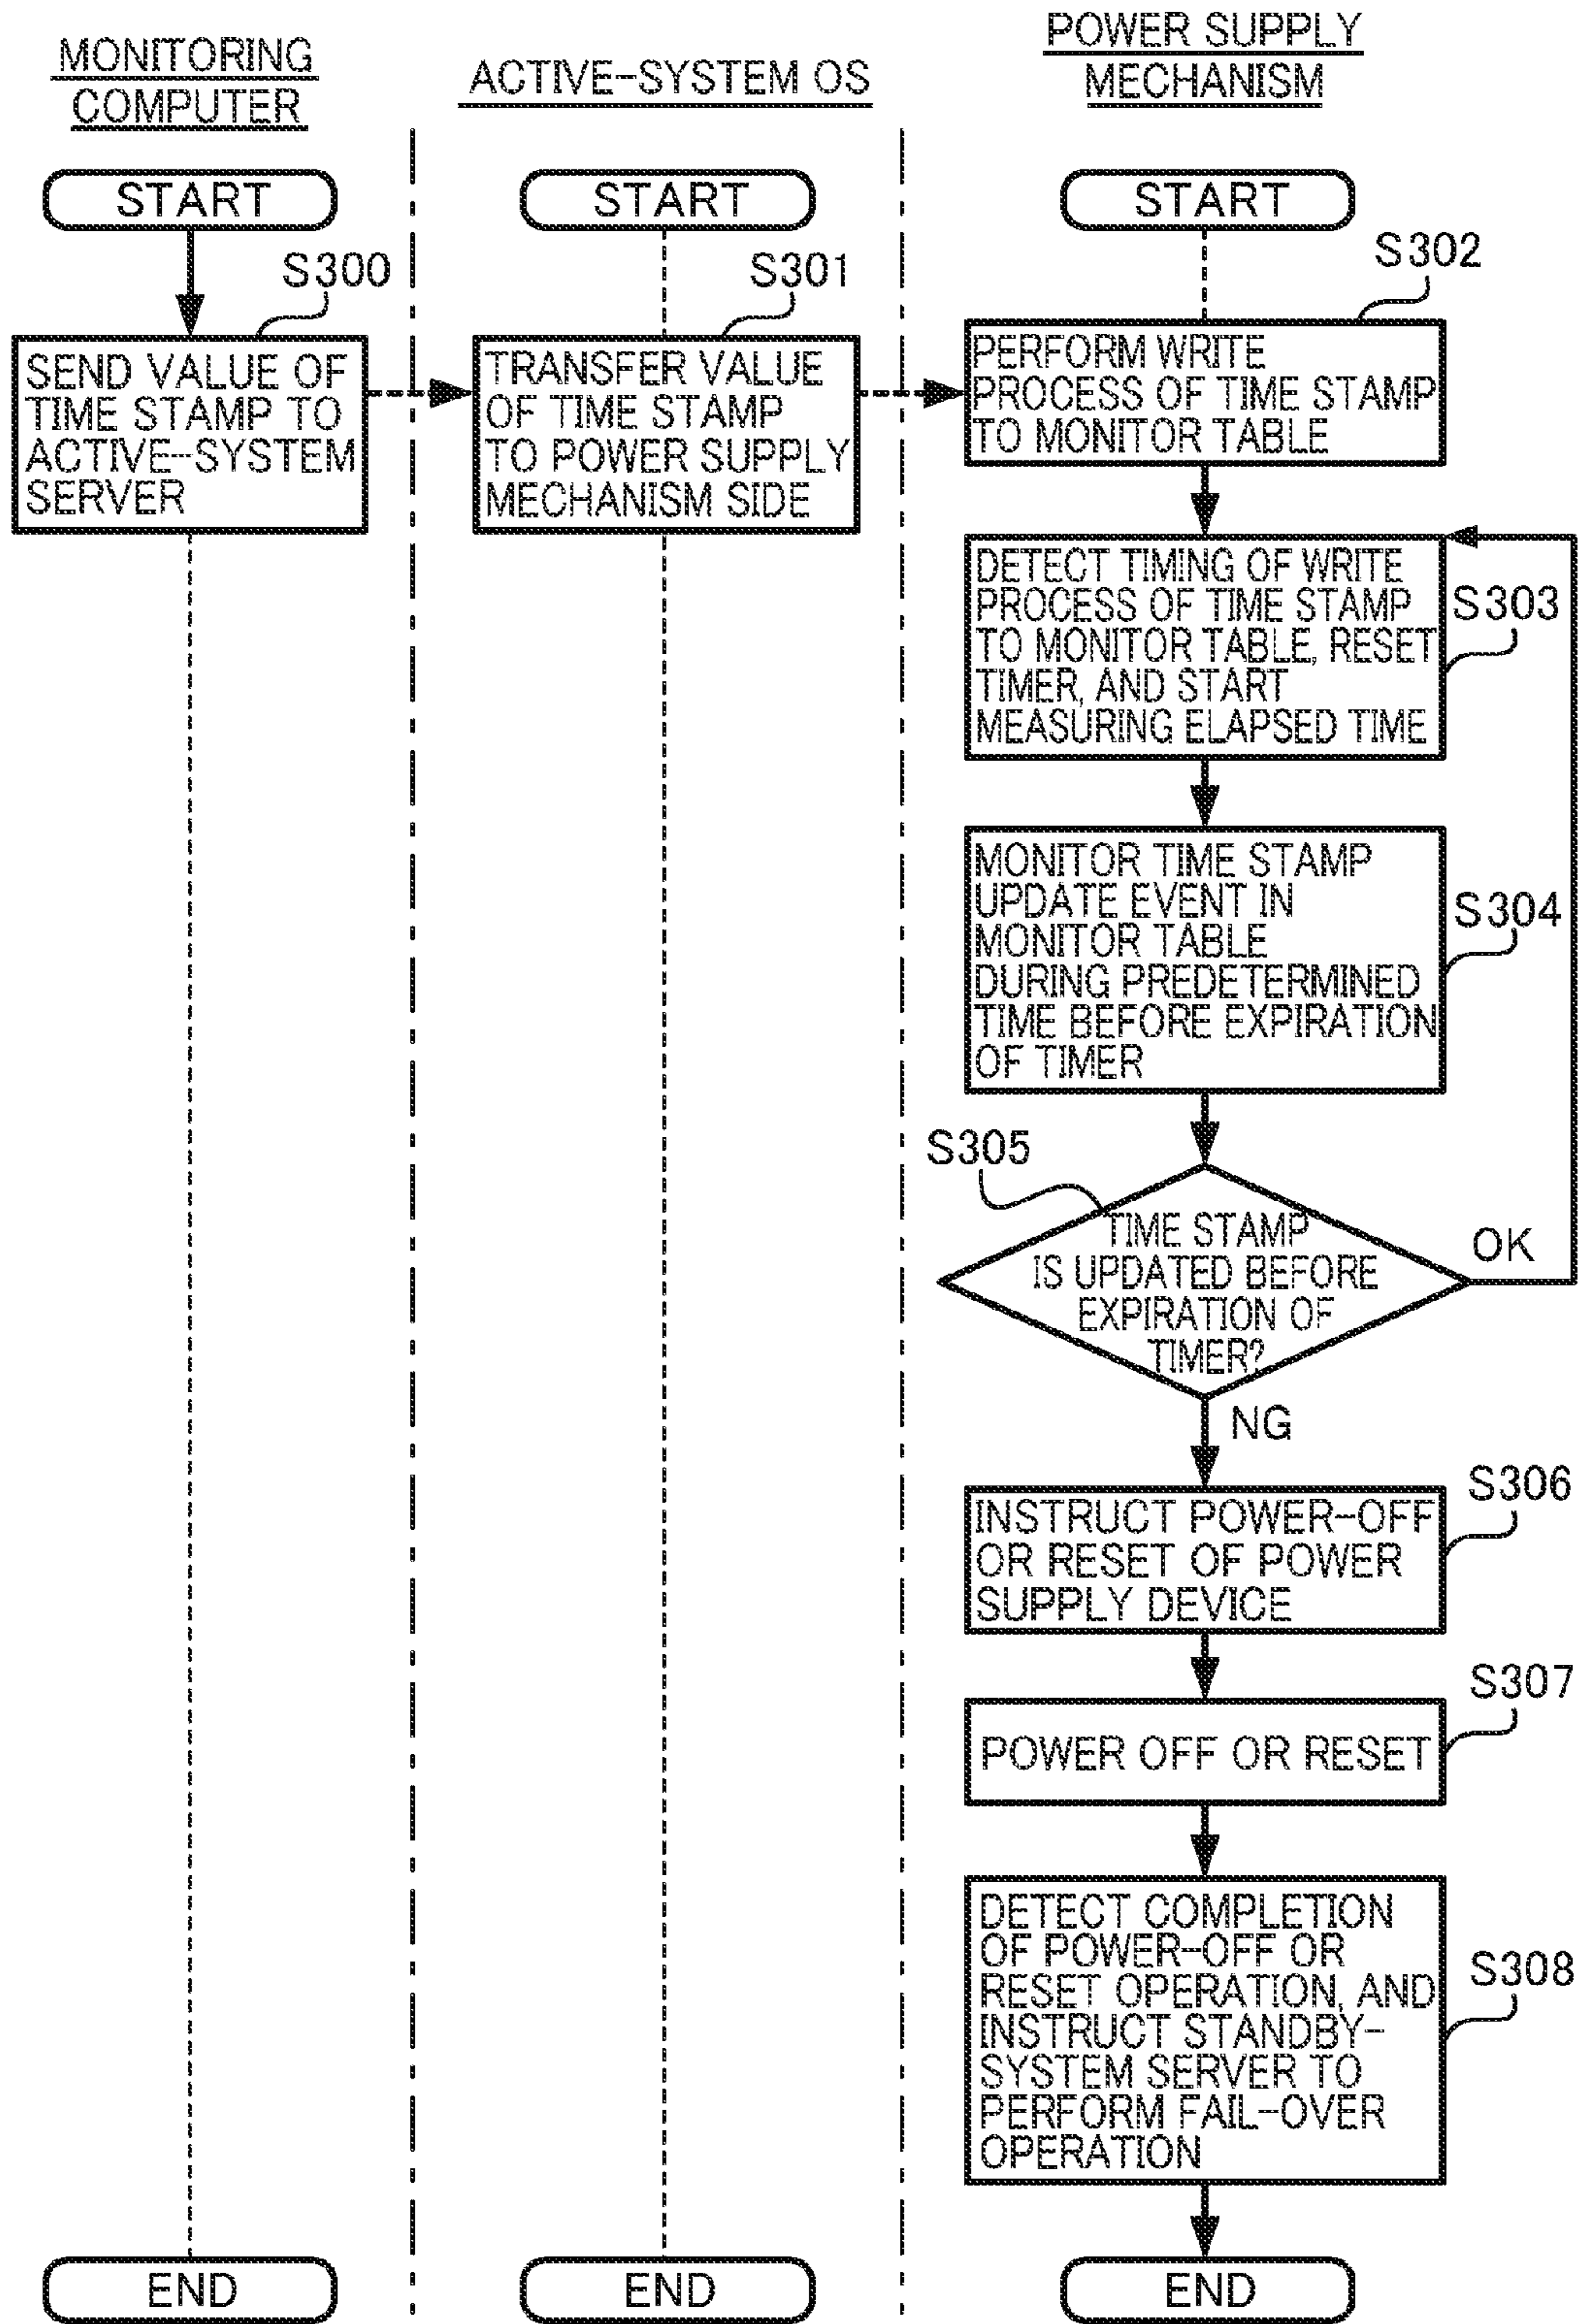 MONITORING
COMPUTER
START
S300
SEND VALUE OF
TIME STAMP TO
ACTIVE-SYSTEM
SERVER
END
ACTIVE-SYSTEM OS
START
S301
TRANSFER VALUE
OF TIME STAMP
TO POWER SUPPLY
MECHANISM SIDE
END
POWER SUPPLY
MECHANISM
START
S302
PERFORM WRITE
PROCESS OF TIME STAMP
TO MONITOR TABLE
DETECT TIMING OF WRITE
PROCESS OF TIME STAMP
TO MONITOR TABLE, RESET
TIMER, AND START
MEASURING ELAPSED TIME
S303
MONITOR TIME STAMP
UPDATE EVENT IN
MONITOR TABLE
DURING PREDETERMINED
TIME BEFORE EXPIRATION
OF TIMER
S304
S305
TIME STAMP
IS UPDATED BEFORE
EXPIRATION OF
TIMER?
OK
NG
INSTRUCT POWER-OFF
OR RESET OF POWER
SUPPLY DEVICE
S306
POWER OFF OR RESET
S307
DETECT COMPLETION
OF POWER-OFF OR
RESET OPERATION, AND
INSTRUCT STANDBY-
SYSTEM SERVER TO
PERFORM FAIL-OVER
OPERATION
S308
END